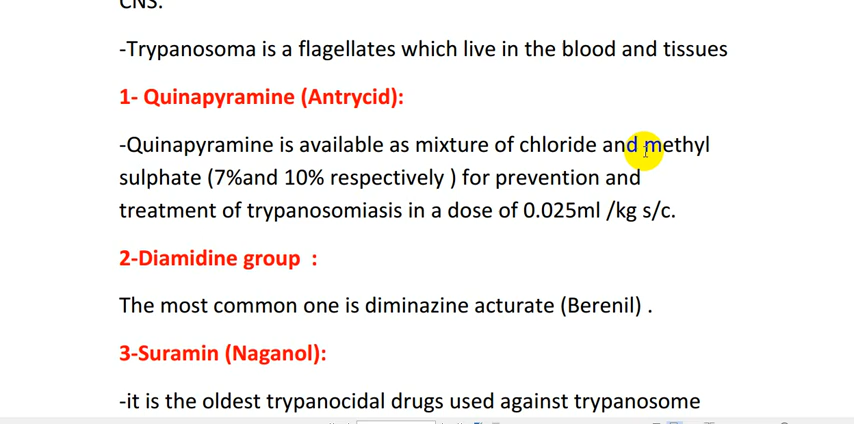 CNS.
-Trypanosoma is a flagellates which live in the blood and tissues
1- Quinapyramine (Antrycid):
-Quinapyramine is available as mixture of chloride and methyl
sulphate (7%and 10% respectively ) for prevention and
treatment of trypanosomiasis in a dose of 0.025ml /kg s/c.
2-Diamidine group  :
The most common one is diminazine acturate (Berenil) .
3-Suramin (Naganol):
-it is the oldest trypanocidal drugs used against trypanosome